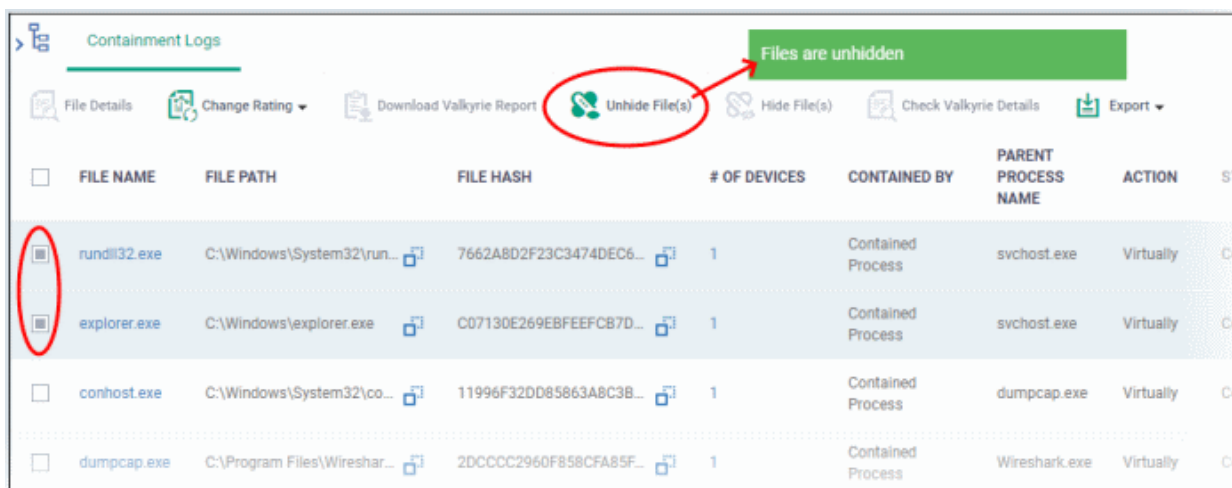 Containment Logs
Files are unhidden
File Details Change Rating Download Valkyrie Report Unhide File(s) Hide File(s) Check Valkyrie Details Export
FILE NAME FILE PATH FILE HASH # OF DEVICES CONTAINED BY PARENT PROCESS NAME ACTION
rundll32.exe C:\Windows\System32\run... 7662A8D2F23C3474DEC6... 1 Contained Process svchost.exe Virtually
explorer.exe C:\Windows\explorer.exe C07130E269EBFEEFCB7D... 1 Contained Process svchost.exe Virtually
conhost.exe C:\Windows\System32\co... 11996F32DD85863A8C3B... 1 Contained Process dumpcap.exe Virtually
dumpcap.exe C:\Program Files\Wireshar... 2DCCCC2960F858CFA85F... 1 Contained Process Wireshark.exe Virtually